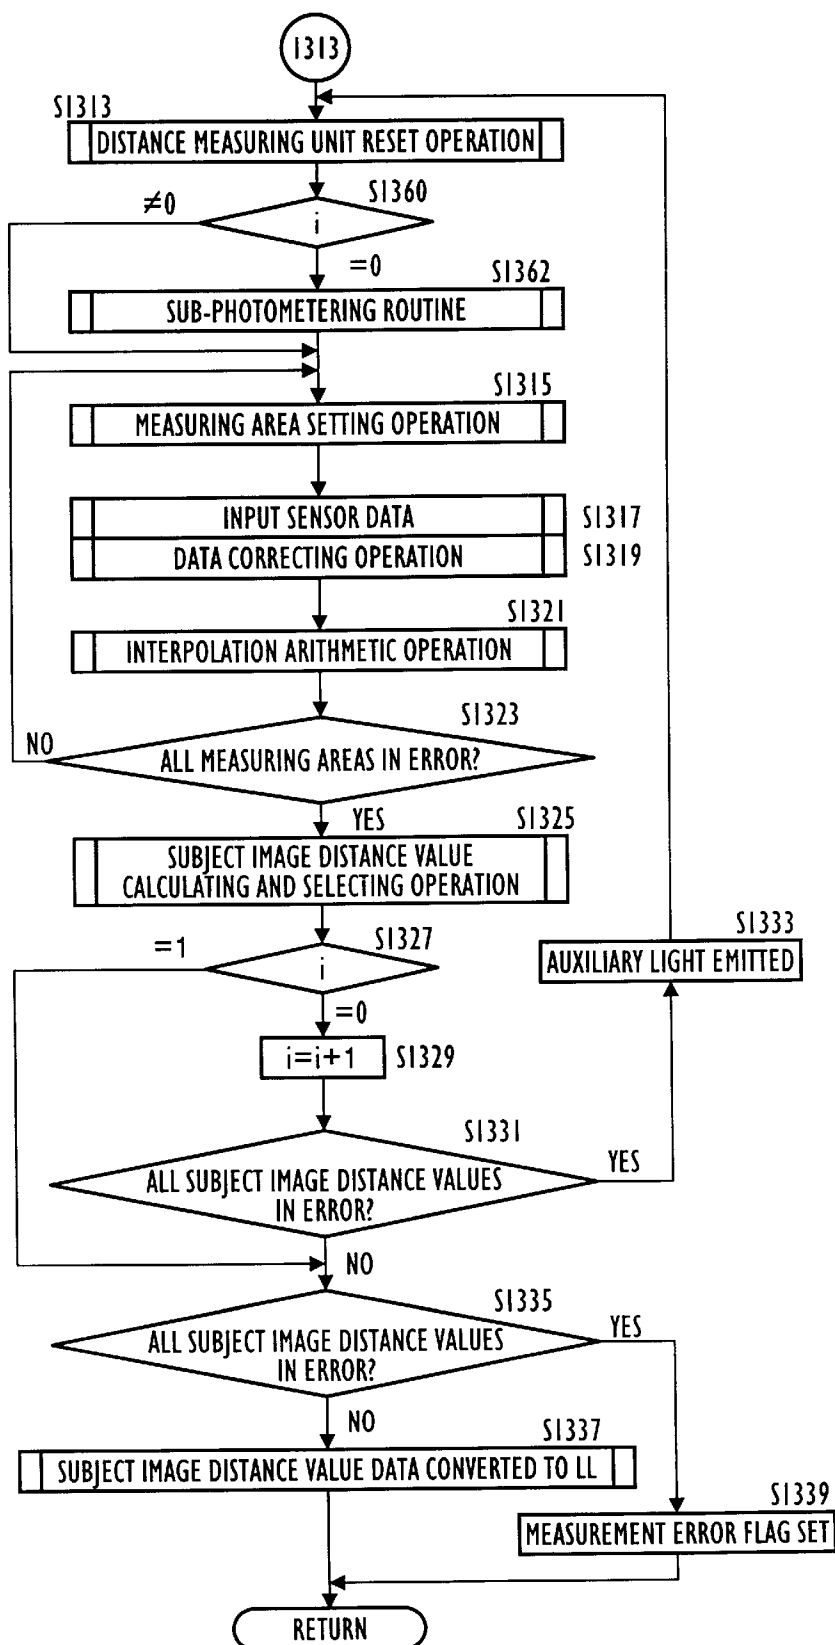 1313
S1313
DISTANCE MEASURING UNIT RESET OPERATION
S1360
≠0
i
=0
S1362
SUB-PHOTOMETERING ROUTINE
S1315
MEASURING AREA SETTING OPERATION
INPUT SENSOR DATA
S1317
DATA CORRECTING OPERATION
S1319
S1321
INTERPOLATION ARITHMETIC OPERATION
S1323
NO
ALL MEASURING AREAS IN ERROR?
YES
S1325
SUBJECT IMAGE DISTANCE VALUE
CALCULATING AND SELECTING OPERATION
S1327
=1
i
=0
S1333
AUXILIARY LIGHT EMITTED
i=i+1
S1329
S1331
ALL SUBJECT IMAGE DISTANCE VALUES
IN ERROR?
YES
NO
S1335
ALL SUBJECT IMAGE DISTANCE VALUES
IN ERROR?
YES
NO
S1337
SUBJECT IMAGE DISTANCE VALUE DATA CONVERTED TO LL
S1339
MEASUREMENT ERROR FLAG SET
RETURN